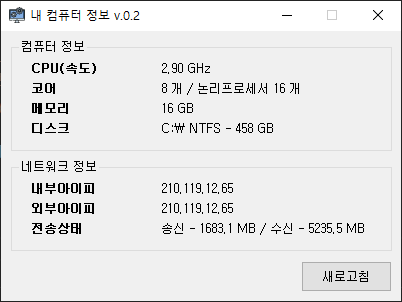 내 컴퓨터 정보 v.0.2
컴퓨터 정보
CPU(속도) 2,90 GHz
코어 8 개 / 논리프로세서 16 개
메모리 16 GB
디스크 C:₩ NTFS - 458 GB
네트워크 정보
내부아이피 210,119,12,65
외부아이피 210,119,12,65
전송상태 송신 - 1683,1 MB / 수신 - 5235,5 MB
새로고침